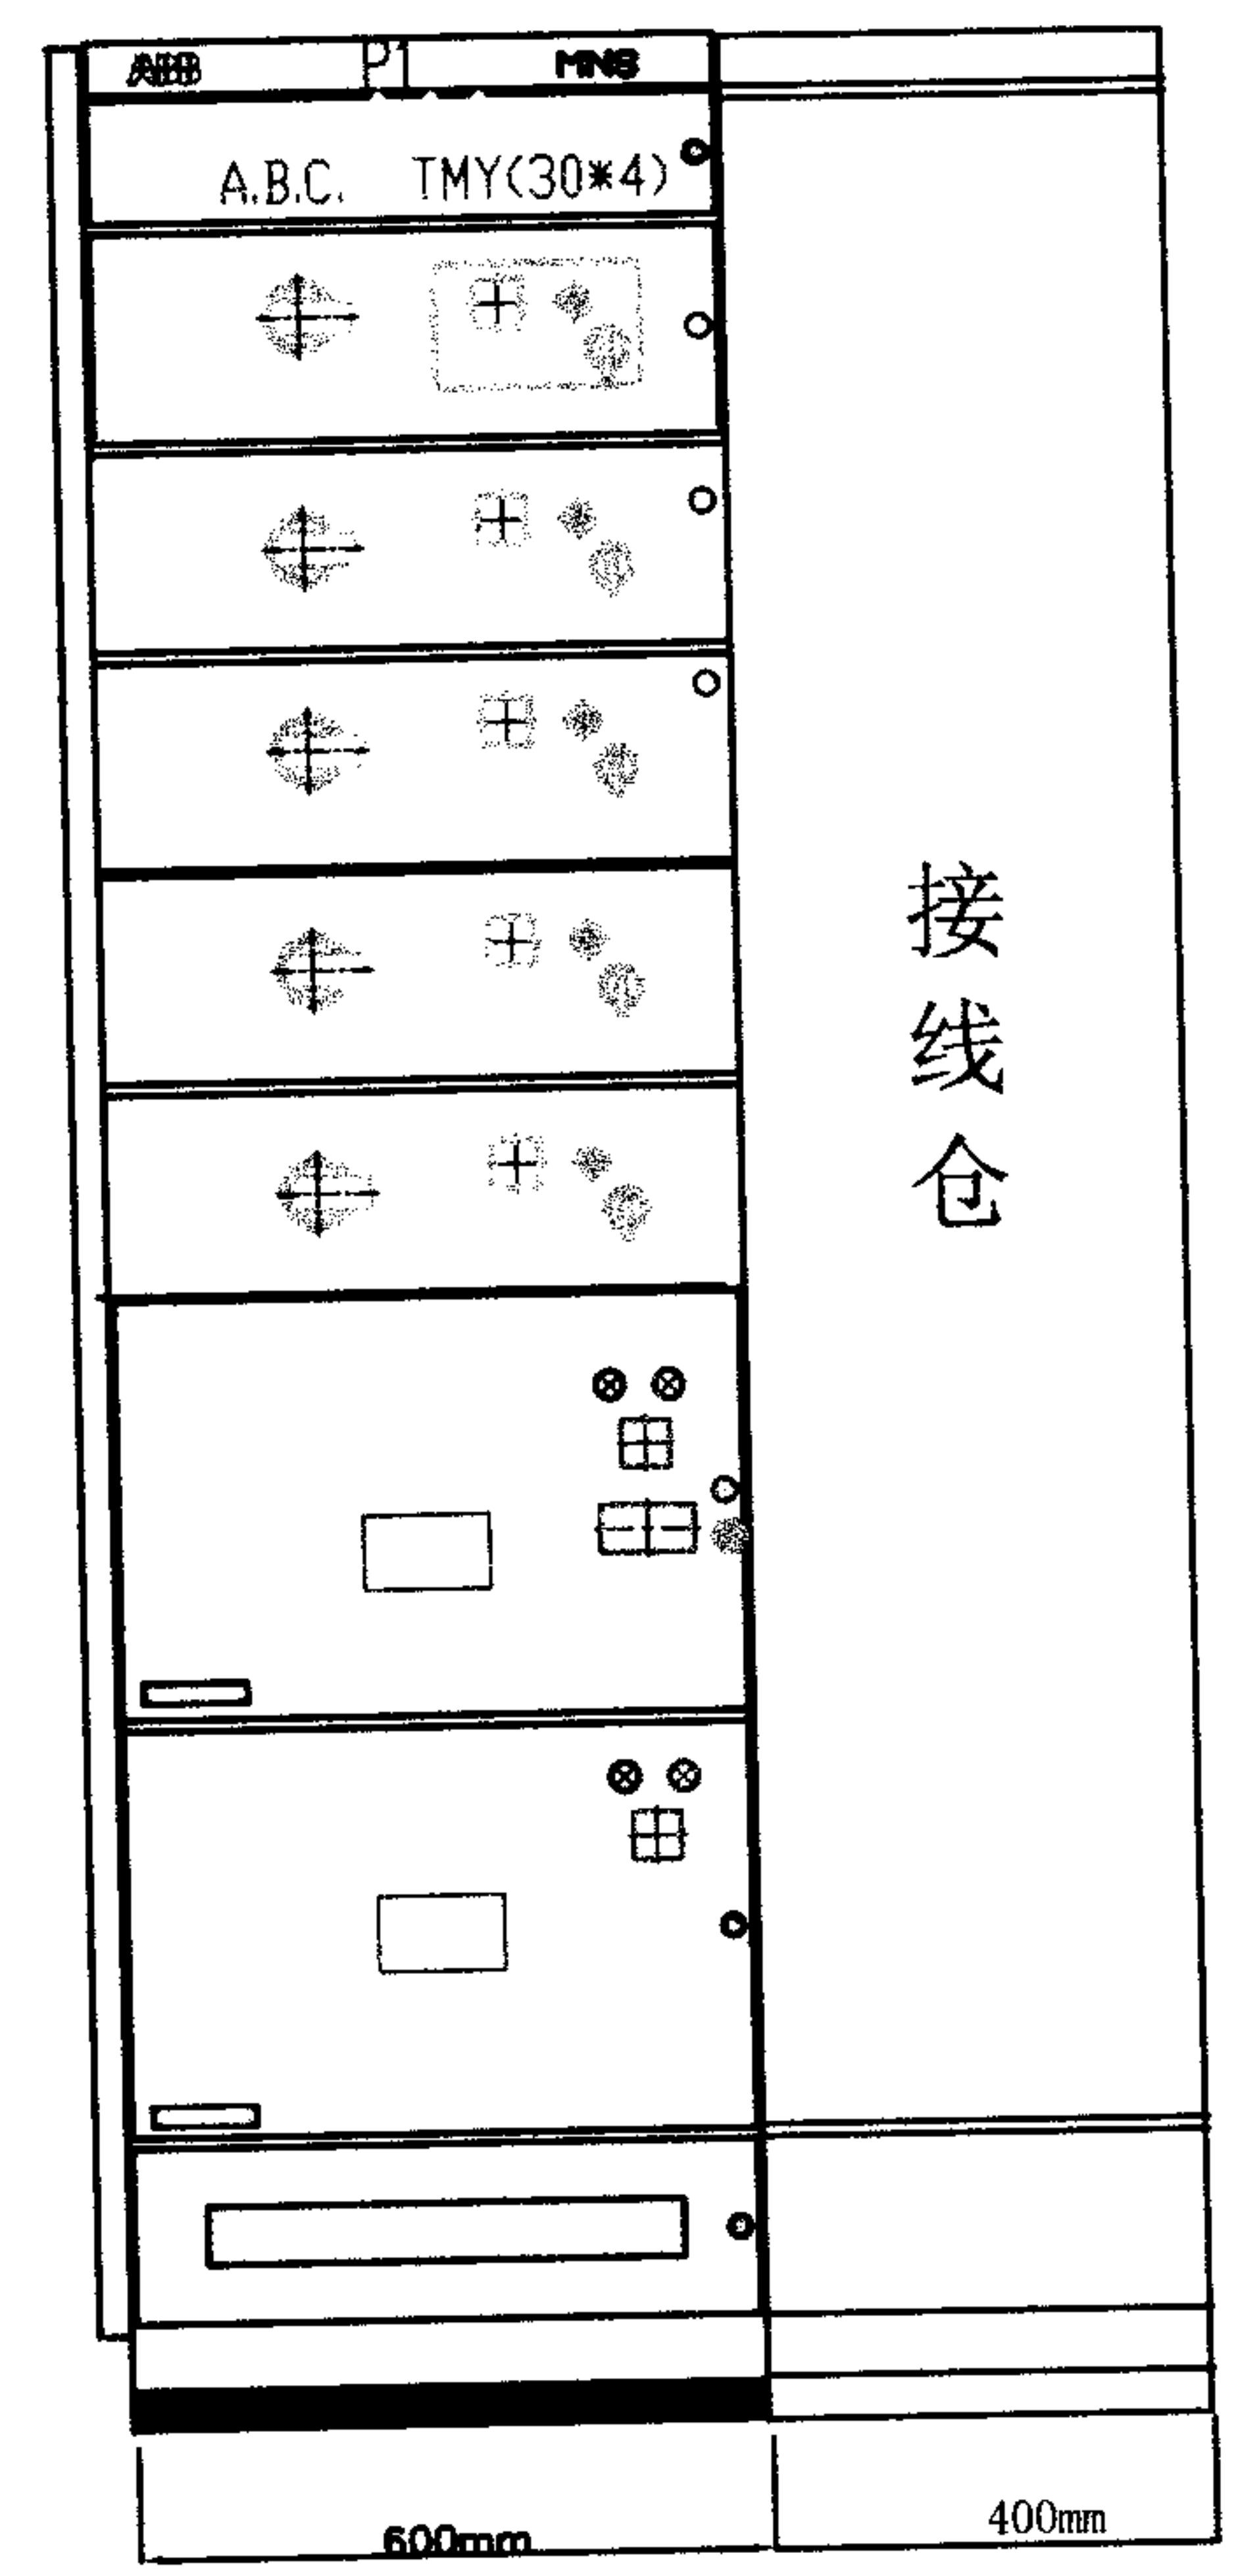 ABB P1 MNS
A.B.C. TMY(30*4)
接
线
仓
600mm
400mm